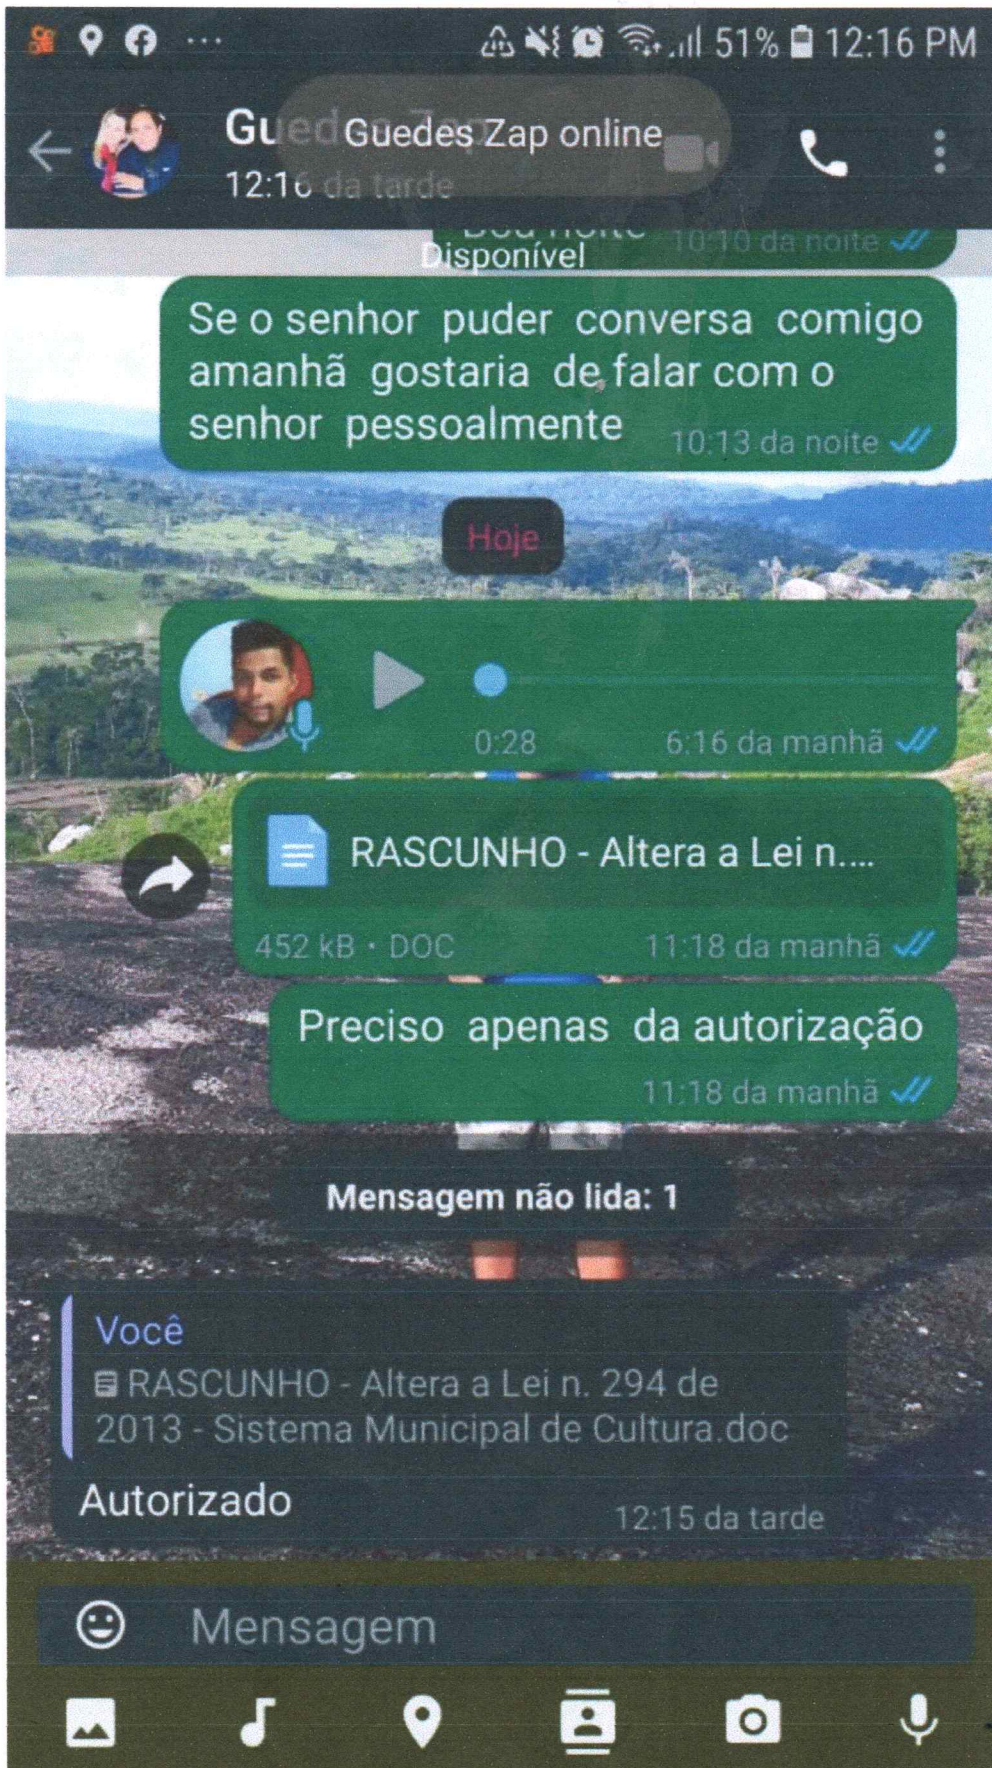 51% 12:16 PM
Guedes Zap online
12:16 da tarde
10:10 da noite
Disponível
Se o senhor puder conversa comigo
amanhã gostaria de falar com o
senhor pessoalmente
10:13 da noite
Hoje
0:28 6:16 da manhã
RASCUNHO - Altera a Lei n....
452 kB · DOC 11:18 da manhã
Preciso apenas da autorização
11:18 da manhã
Mensagem não lida: 1
Você
RASCUNHO - Altera a Lei n. 294 de
2013 - Sistema Municipal de Cultura.doc
Autorizado
12:15 da tarde
Mensagem